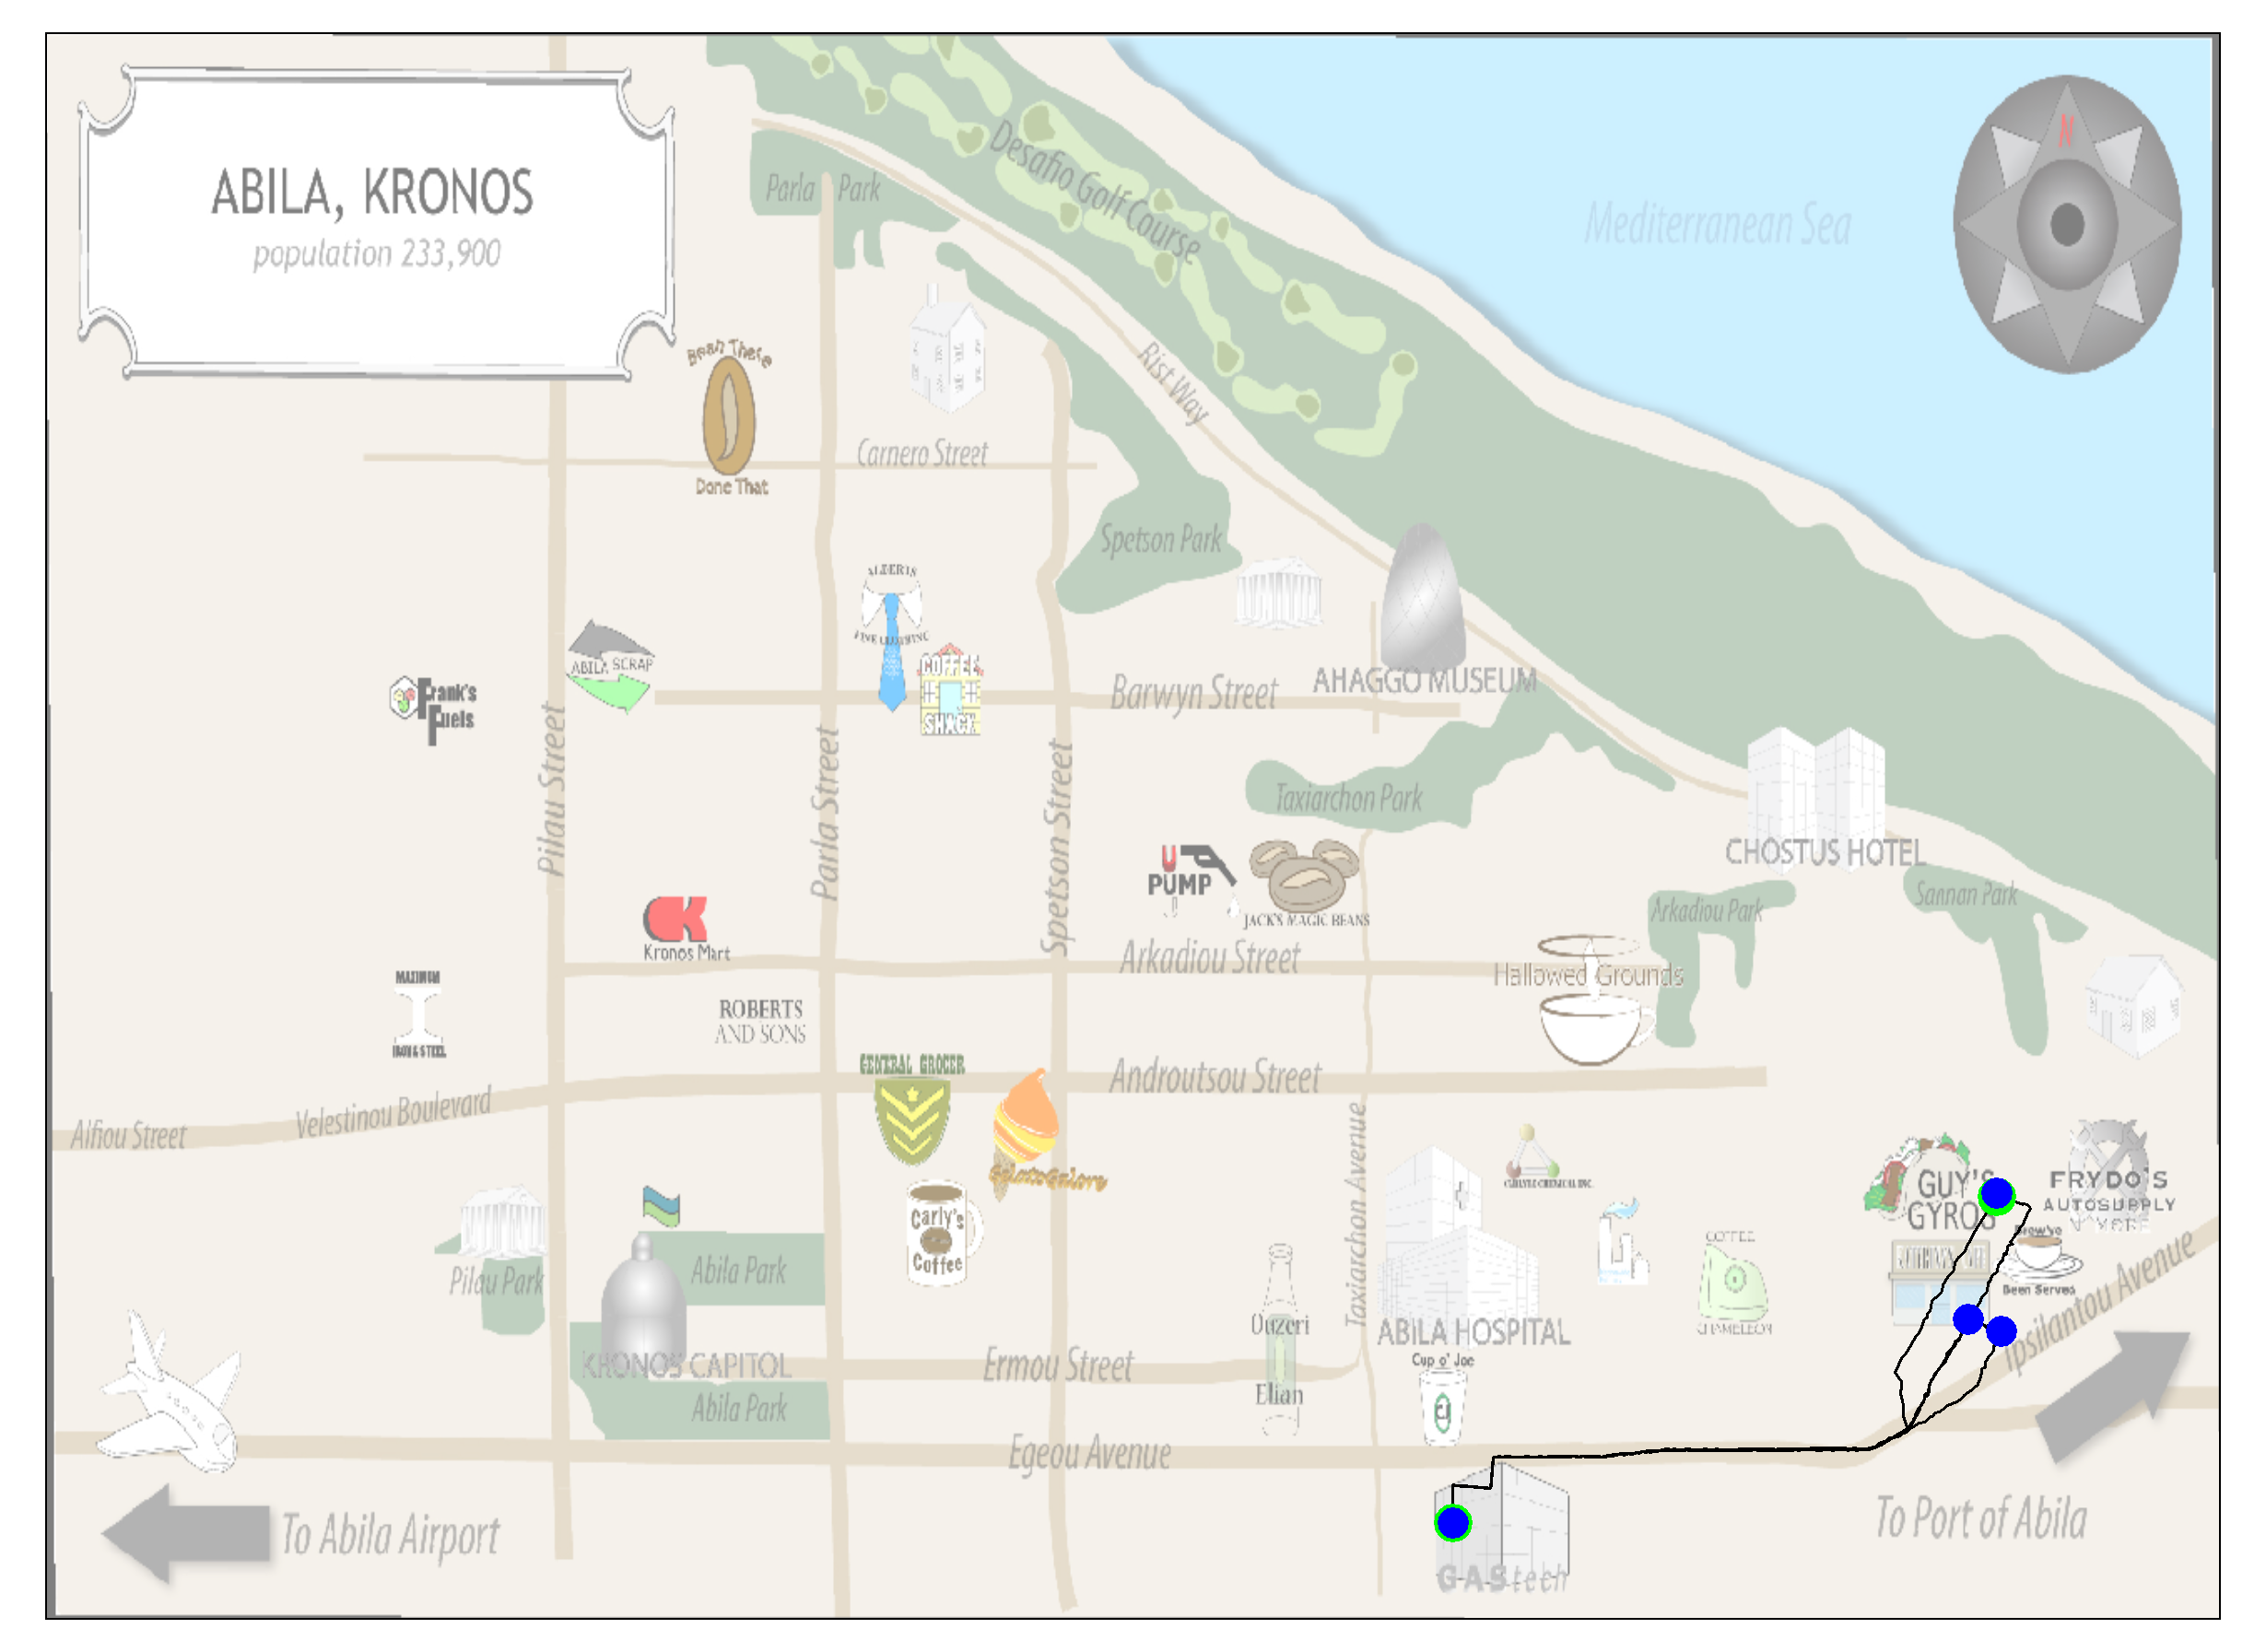 ABILA, KRONOS
population 233,900
N
Mediterranean Sea
Desafio Golf Course
Parla Park
Rist Way
Bean There
Done That
Carnero Street
Spetson Park
ALBERTS
FINE CLOTHING
ABILA SCRAP
Frank's
Fuels
COFFEE
SHACK
Barwyn Street
AHAGGO MUSEUM
Pilau Street
Parla Street
Spetson Street
Taxiarchon Park
CHOSTUS HOTEL
U
PUMP
JACK'S MAGIC BEANS
Arkadiou Park
Sannan Park
Kronos Mart
Arkadiou Street
Hallowed Grounds
MAXIMUM
IRON & STEEL
ROBERTS
AND SONS
GENERAL GROCER
Androutsou Street
Alfiou Street
Velestinou Boulevard
GelatoGalore
Taxiarchon Avenue
CARLYLE CHEMICAL INC.
GUY'S
GYROS
FRYDO'S
AUTOSUPPLY
N' MORE
Carly's
Coffee
Brew've
Been Served
COFFEE
CHAMELEON
Pilau Park
Abila Park
Ouzeri
Elian
ABILA HOSPITAL
Ipsilantou Avenue
KRONOS CAPITOL
Ermou Street
Cup o' Joe
CJ
Abila Park
Egeou Avenue
To Abila Airport
To Port of Abila
GAStech